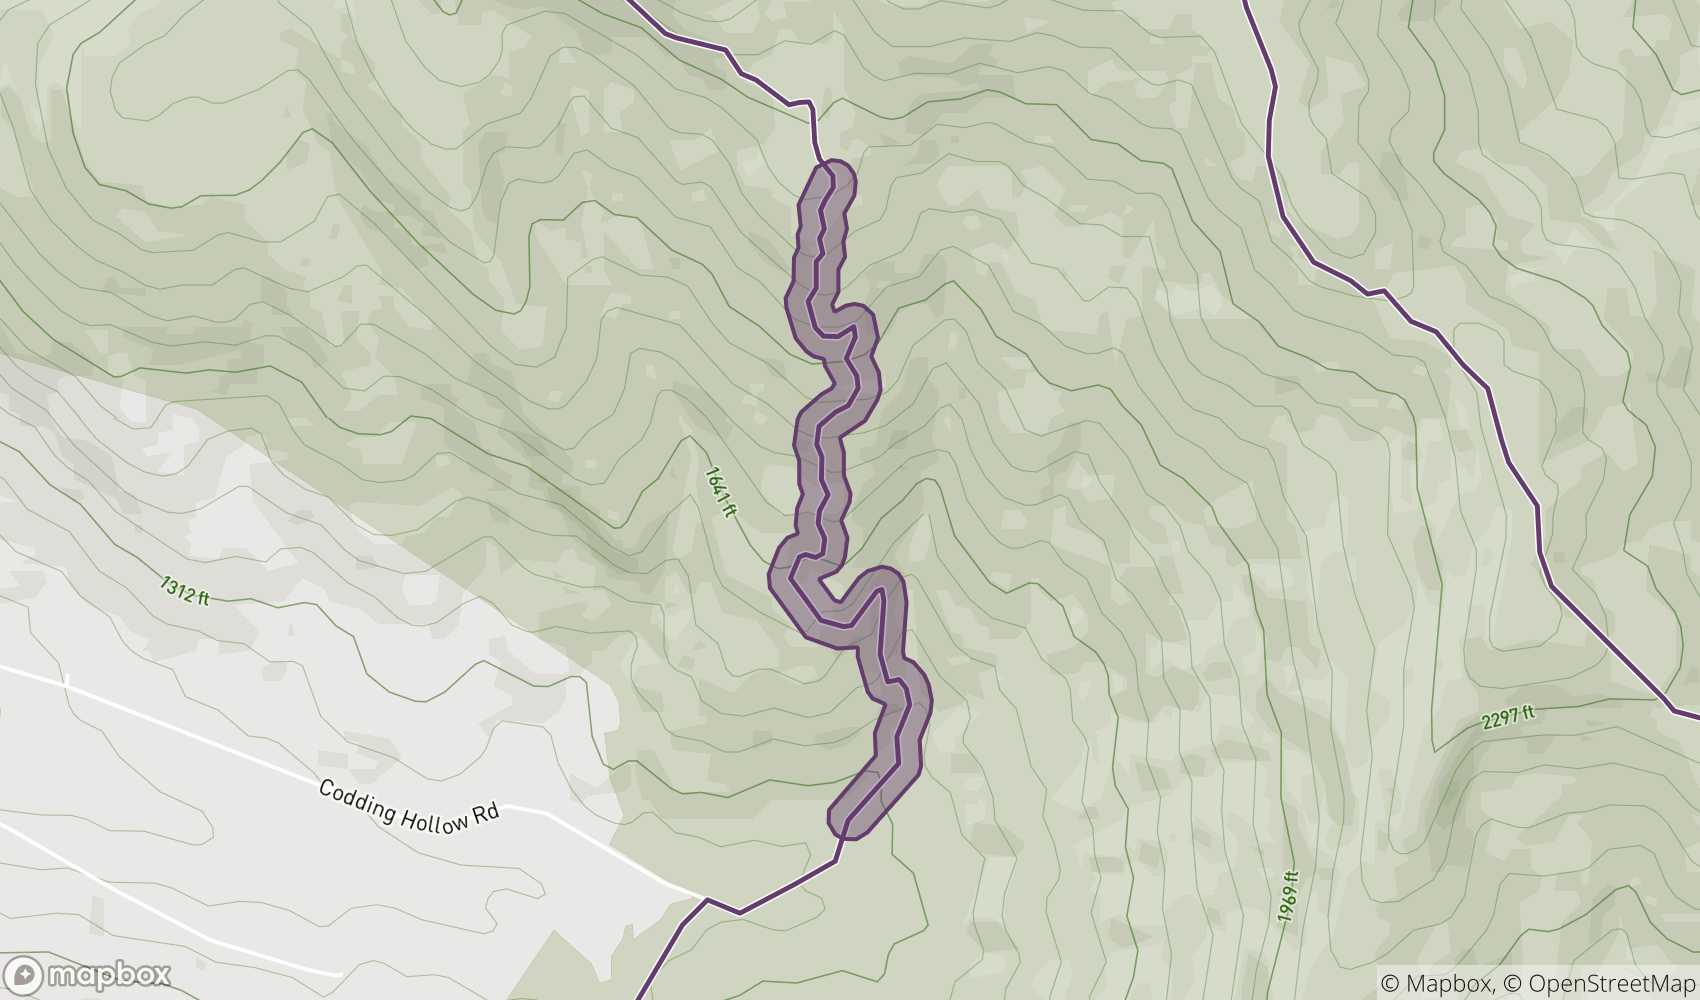 1641 ft
1312 ft
2297 ft
Codding Hollow Rd
1969 ft
mapbox
© Mapbox, © OpenStreetMap